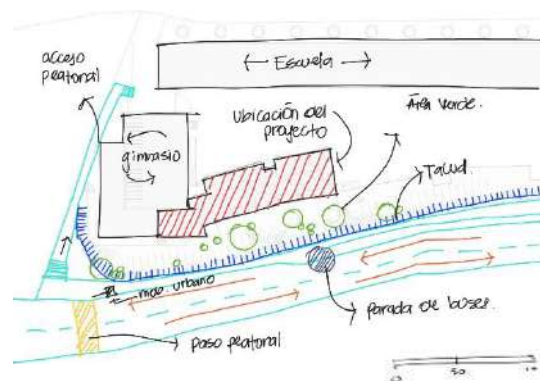 ← Escuela →
acceso
peatonal
Área verde.
Ubicación del
proyecto
gimnasio
Talud.
mob. urbano
parada de buses.
paso peatonal